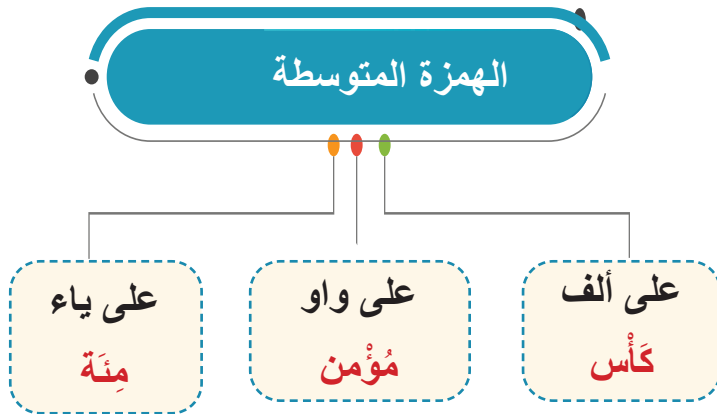 الهمزة المتوسطة
على ألف
كَأْس
على واو
مُؤْمن
على ياء
مِئَة